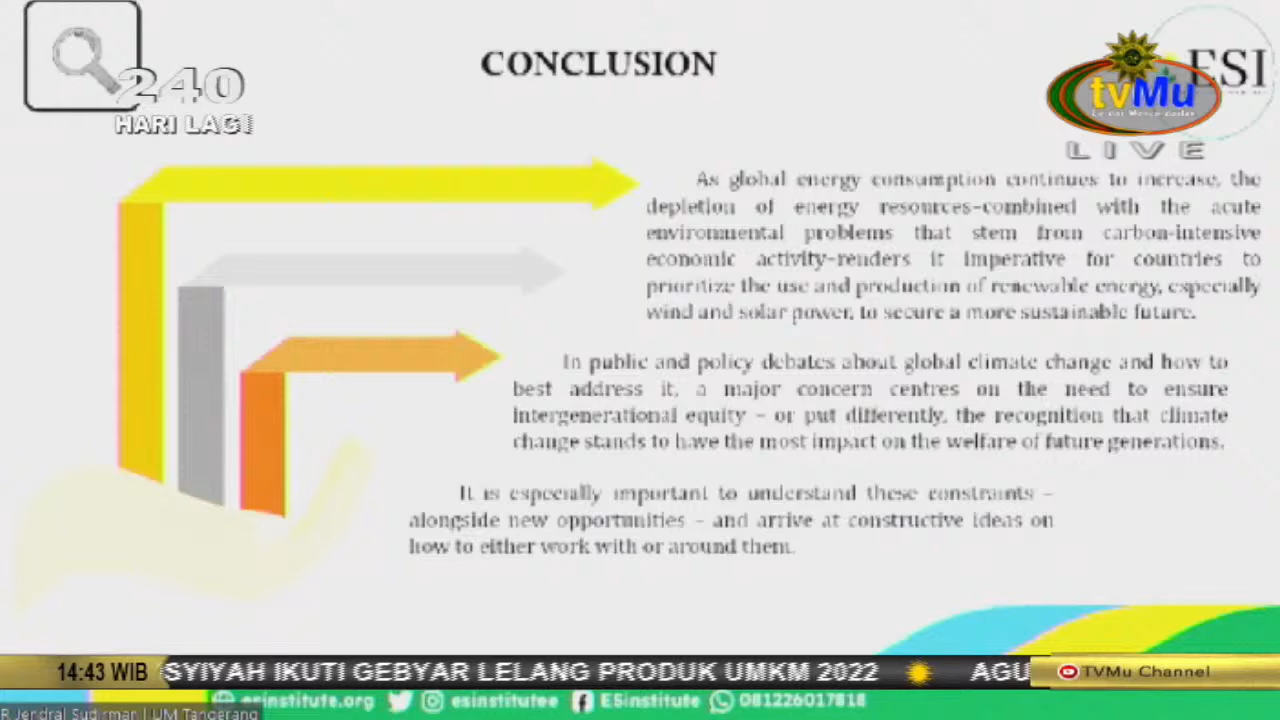 CONCLUSION
240
HARI LAGI
ESI
tvMu
LIVE
As global energy consumption continues to increase, the
depletion of energy resources–combined with the acute
environmental problems that stem from carbon-intensive
economic activity–renders it imperative for countries to
prioritize the use and production of renewable energy, especially
wind and solar power, to secure a more sustainable future.
In public and policy debates about global climate change and how to
best address it, a major concern centres on the need to ensure
intergenerational equity – or put differently, the recognition that climate
change stands to have the most impact on the welfare of future generations.
It is especially important to understand these constraints –
alongside new opportunities – and arrive at constructive ideas on
how to either work with or around them.
14:43 WIB SYIYAH IKUTI GEBYAR LELANG PRODUK UMKM 2022 AGU TVMu Channel
esinstitute.org esinstitutee ESinstitute 081226017818
R Jendral Sudirman | UM Tangerang